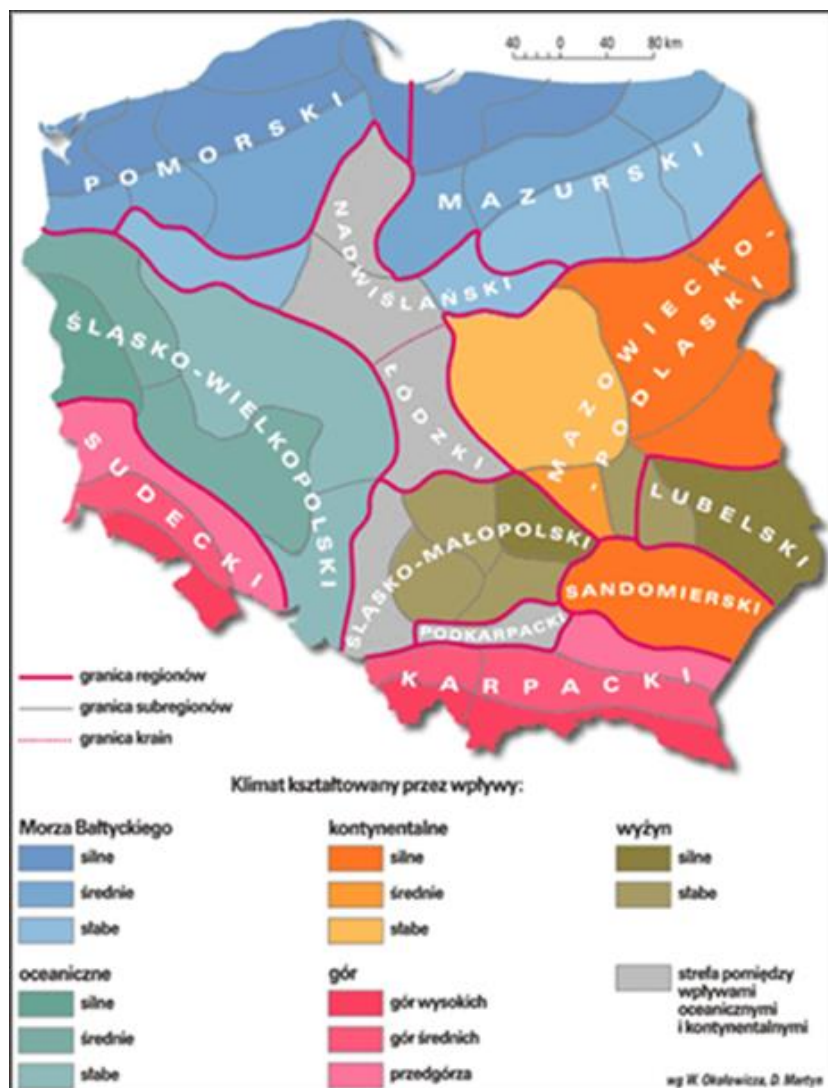 40 0 40 80 km
POMORSKI
MAZURSKI
NADWIŚLAŃSKI
MAZOWIECKO-
-PODLASKI
ŚLĄSKO-WIELKOPOLSKI
ŁÓDZKI
SUDECKI
LUBELSKI
ŚLĄSKO-MAŁOPOLSKI
SANDOMIERSKI
PODKARPACKI
KARPACKI
granica regionów
granica subregionów
granica krain
Klimat kształtowany przez wpływy:
Morza Bałtyckiego
silne
średnie
słabe
kontynentalne
silne
średnie
słabe
wyżyn
silne
słabe
oceaniczne
silne
średnie
słabe
gór
gór wysokich
gór średnich
przedgórza
strefa pomiędzy
wpływami
oceanicznymi
i kontynentalnymi
wg W. Okołowicza, D. Martyn